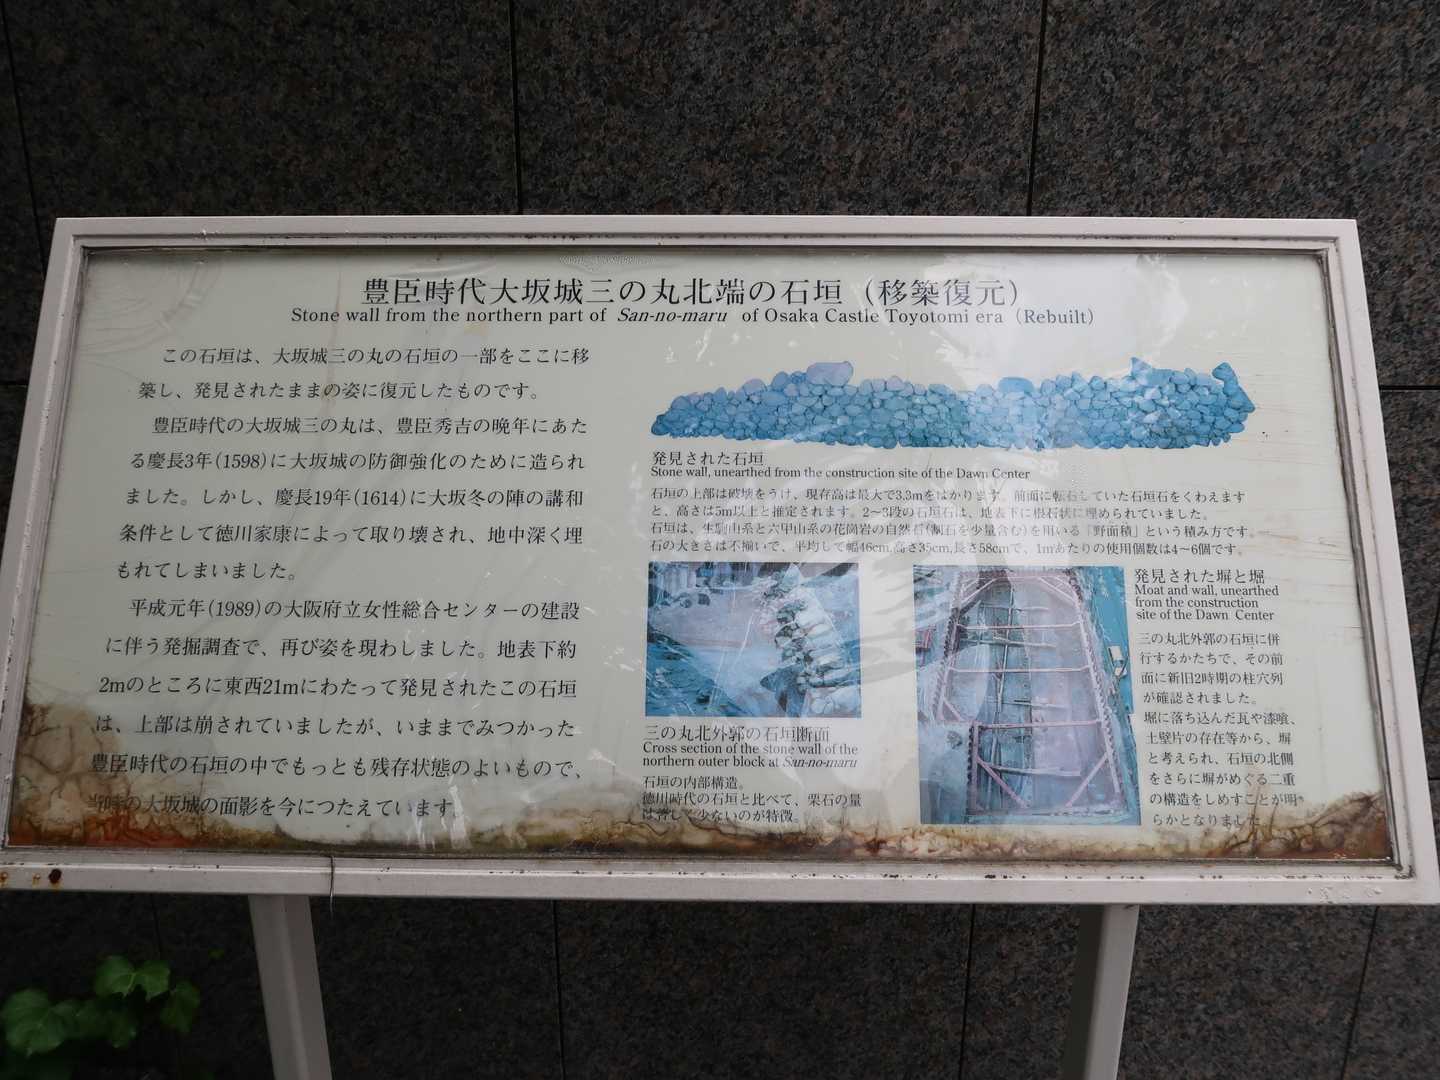 豊臣時代大坂城三の丸北端の石垣（移築復元）
Stone wall from the northern part of San-no-maru of Osaka Castle Toyotomi era（Rebuilt）
この石垣は、大坂城三の丸の石垣の一部をここに移
築し、発見されたままの姿に復元したものです。
豊臣時代の大坂城三の丸は、豊臣秀吉の晩年にあた
る慶長3年(1598)に大坂城の防御強化のために造られ
ました。しかし、慶長19年(1614)に大坂冬の陣の講和
条件として徳川家康によって取り壊され、地中深く埋
もれてしまいました。
平成元年(1989)の大阪府立女性総合センターの建設
に伴う発掘調査で、再び姿を現わしました。地表下約
2mのところに東西21mにわたって発見されたこの石垣
は、上部は崩されていましたが、いままでみつかった
豊臣時代の石垣の中でもっとも残存状態のよいもので、
当時の大坂城の面影を今につたえています。
発見された石垣
Stone wall, unearthed from the construction site of the Dawn Center
石垣の上部は破壊をうけ、現存高は最大で3.3mをはかります。前面に転石していた石垣石をくわえます
と、高さは5m以上と推定されます。2〜3段の石垣石は、地表下に根石状に埋められていました。
石垣は、生駒山系と六甲山系の花崗岩の自然石(割石を少量含む)を用いる「野面積」という積み方です。
石の大きさは不揃いで、平均して幅46cm,高さ35cm,長さ58cmで、1㎡あたりの使用個数は4〜6個です。
三の丸北外郭の石垣断面
Cross section of the stone wall of the
northern outer block at San-no-maru
石垣の内部構造。
徳川時代の石垣と比べて、栗石の量
は著しく少ないのが特徴。
発見された塀と堀
Moat and wall, unearthed
from the construction
site of the Dawn Center
三の丸北外郭の石垣に併
行するかたちで、その前
面に新旧2時期の柱穴列
が確認されました。
堀に落ち込んだ瓦や漆喰、
土壁片の存在等から、塀
と考えられ、石垣の北側
をさらに塀がめぐる二重
の構造をしめすことが明
らかとなりました。